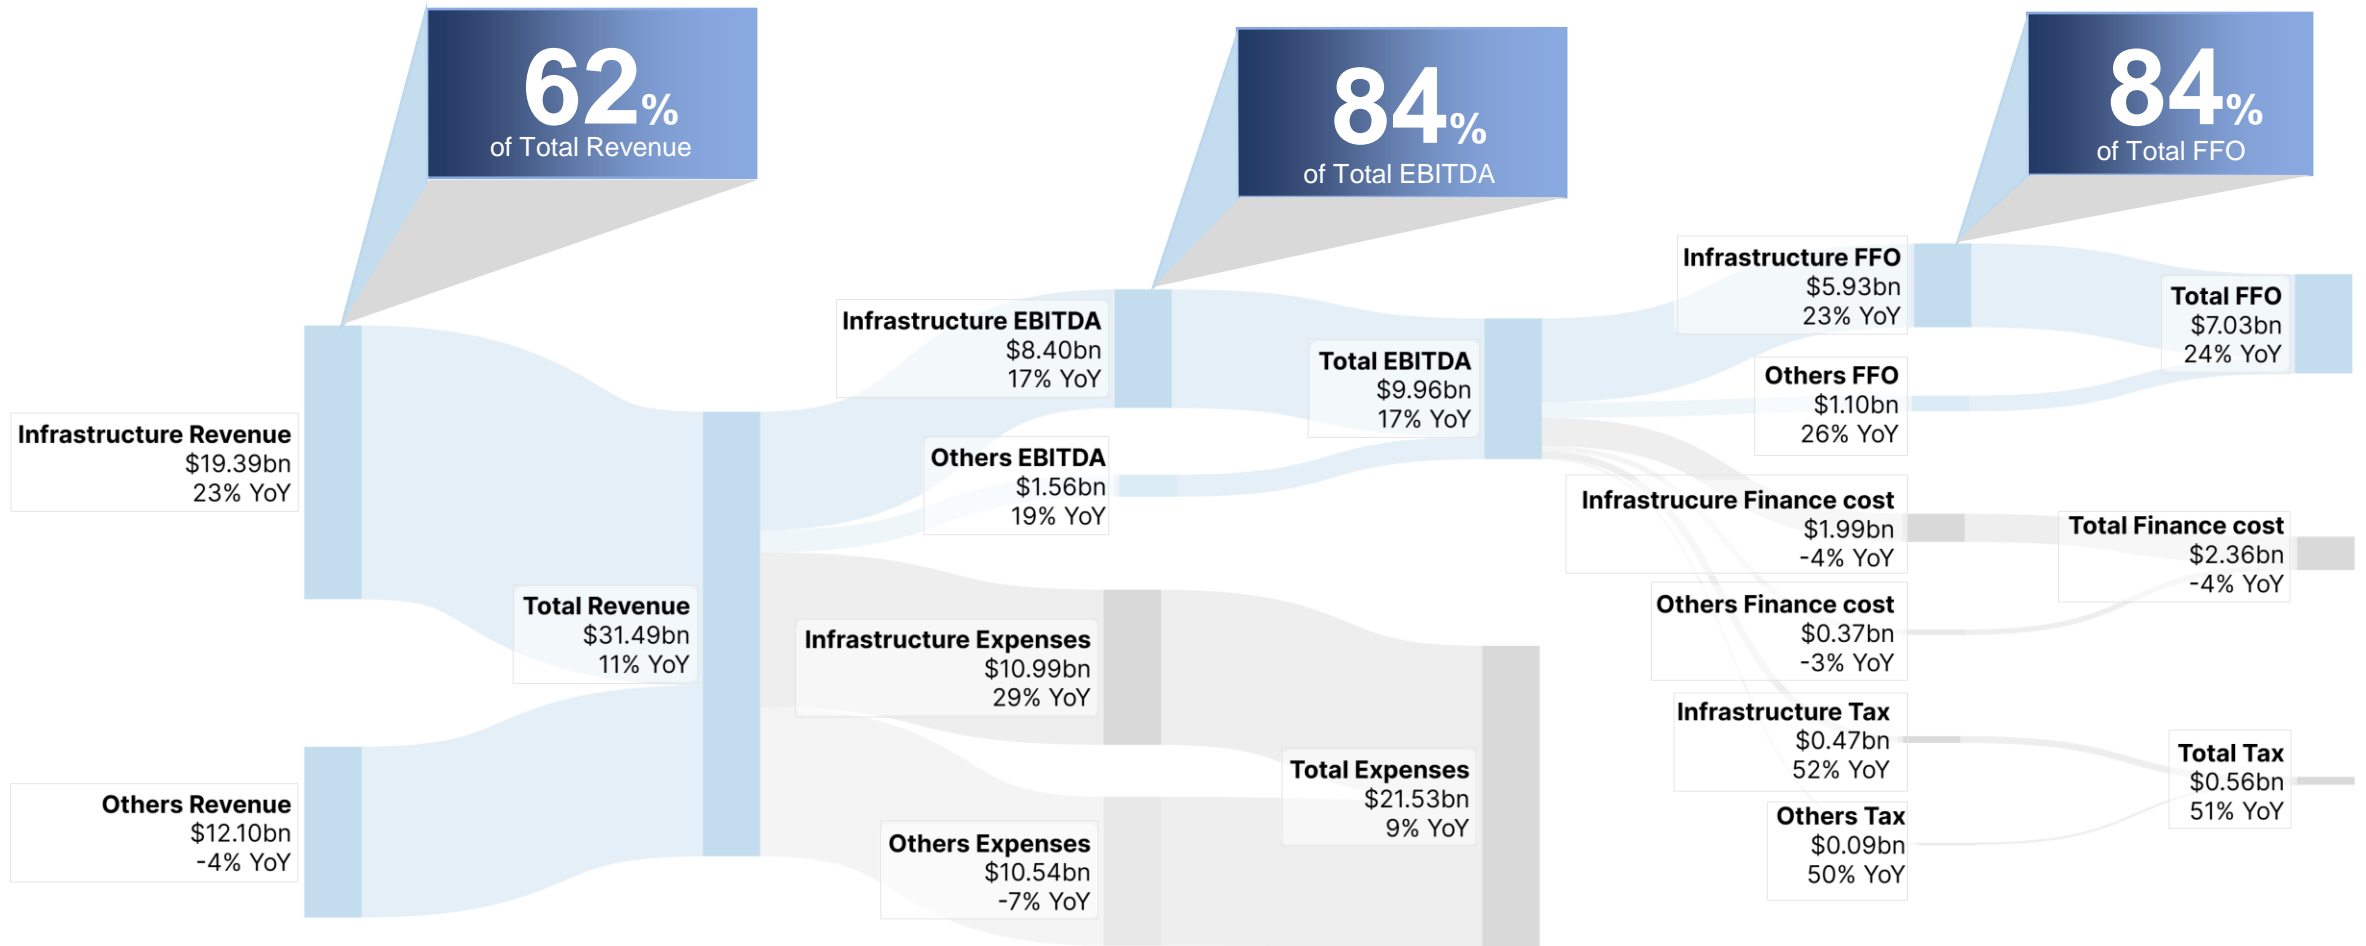 62%
of Total Revenue
84%
of Total EBITDA
84%
of Total FFO
Infrastructure Revenue
$19.39bn
23% YoY
Others Revenue
$12.10bn
-4% YoY
Total Revenue
$31.49bn
11% YoY
Infrastructure EBITDA
$8.40bn
17% YoY
Others EBITDA
$1.56bn
19% YoY
Infrastructure Expenses
$10.99bn
29% YoY
Others Expenses
$10.54bn
-7% YoY
Total EBITDA
$9.96bn
17% YoY
Total Expenses
$21.53bn
9% YoY
Infrastructure FFO
$5.93bn
23% YoY
Others FFO
$1.10bn
26% YoY
Infrastrucure Finance cost
$1.99bn
-4% YoY
Others Finance cost
$0.37bn
-3% YoY
Infrastructure Tax
$0.47bn
52% YoY
Others Tax
$0.09bn
50% YoY
Total FFO
$7.03bn
24% YoY
Total Finance cost
$2.36bn
-4% YoY
Total Tax
$0.56bn
51% YoY